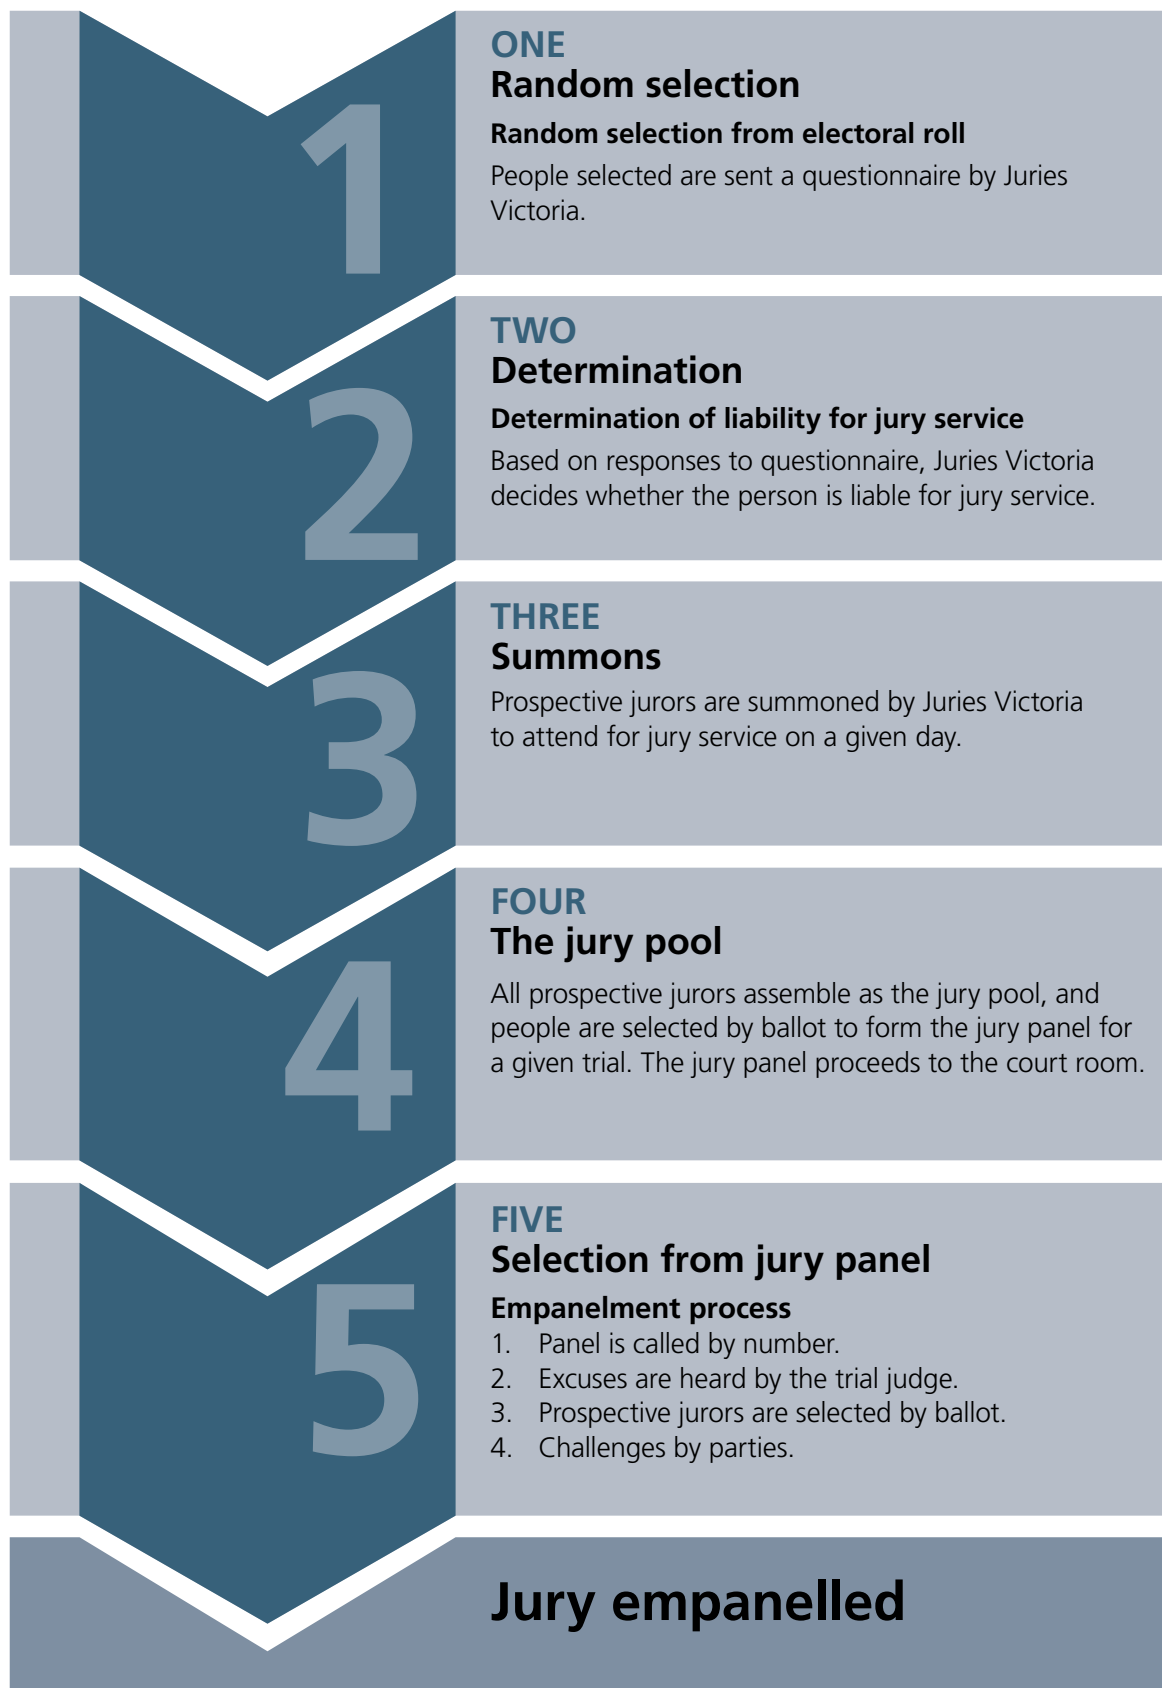 1
ONE
Random selection
Random selection from electoral roll
People selected are sent a questionnaire by Juries
Victoria.
2
TWO
Determination
Determination of liability for jury service
Based on responses to questionnaire, Juries Victoria
decides whether the person is liable for jury service.
3
THREE
Summons
Prospective jurors are summoned by Juries Victoria
to attend for jury service on a given day.
4
FOUR
The jury pool
All prospective jurors assemble as the jury pool, and
people are selected by ballot to form the jury panel for
a given trial. The jury panel proceeds to the court room.
5
FIVE
Selection from jury panel
Empanelment process
1. Panel is called by number.
2. Excuses are heard by the trial judge.
3. Prospective jurors are selected by ballot.
4. Challenges by parties.
Jury empanelled